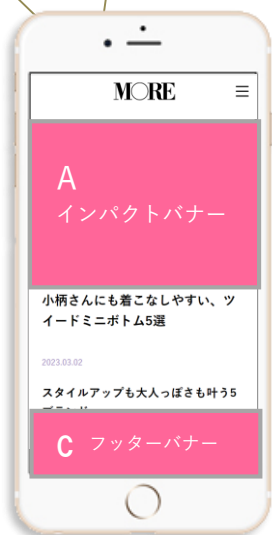 MORE
A
インパクトバナー
小柄さんにも着こなしやすい、ツ
イードミニボトム5選
2023.03.02
スタイルアップも大人っぽさも叶う5
C フッターバナー